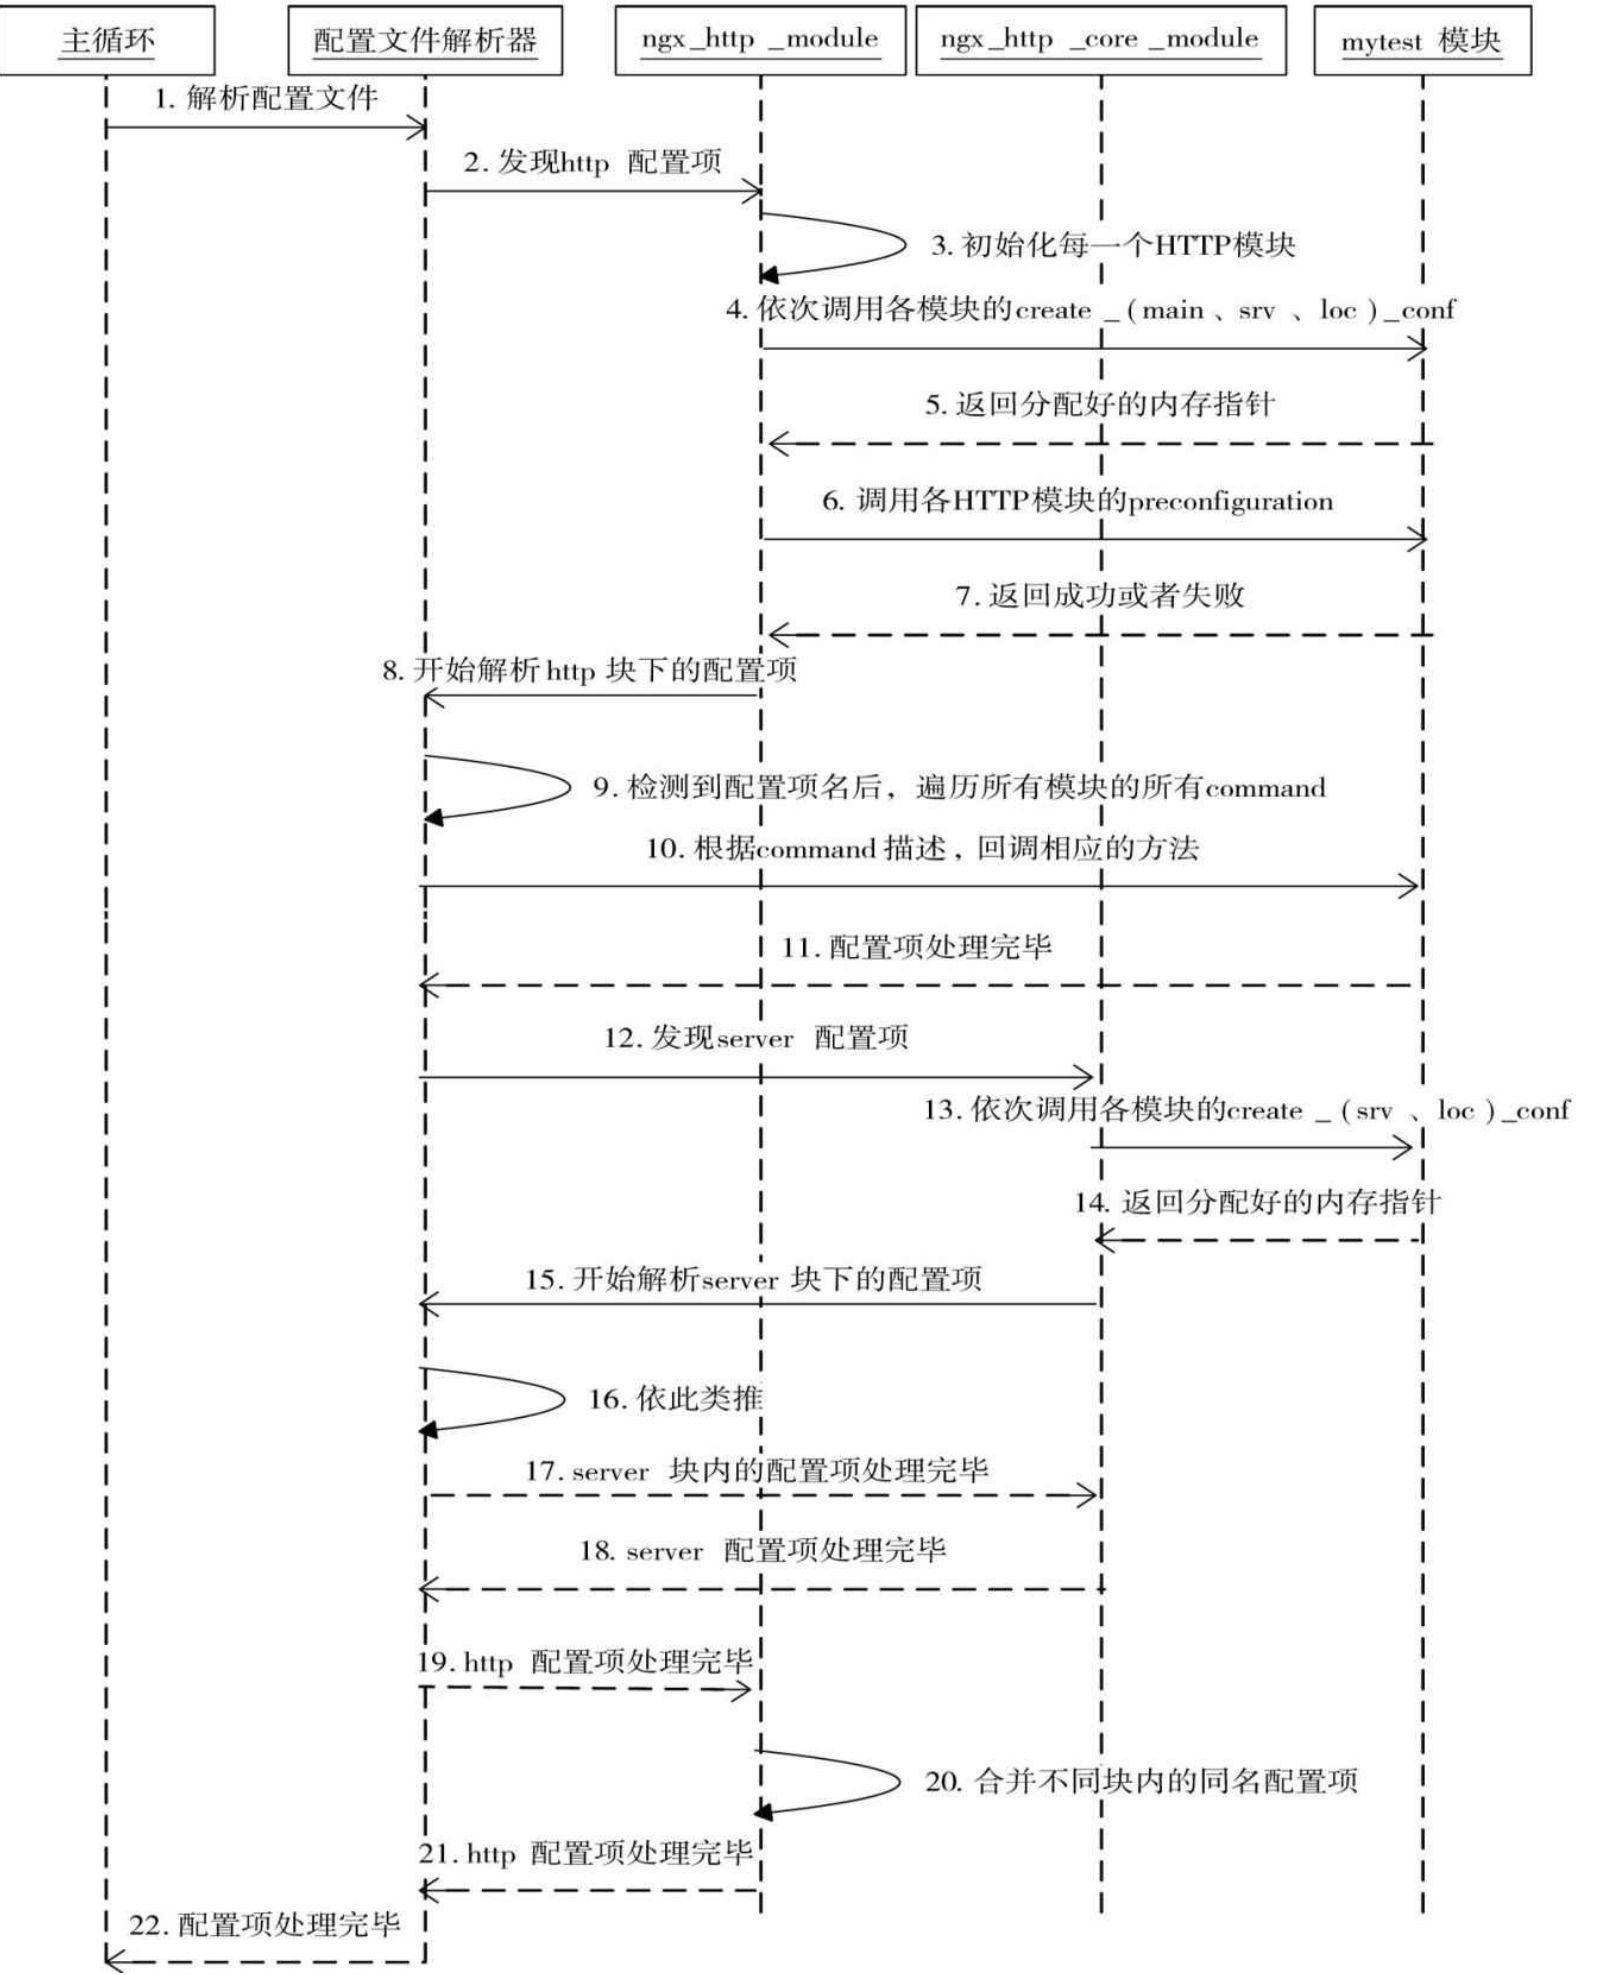 主循环
配置文件解析器
ngx_http _module
ngx_http _core _module
mytest 模块
1. 解析配置文件
2. 发现http 配置项
3. 初始化每一个HTTP模块
4. 依次调用各模块的create _(main 、srv 、loc )_conf
5. 返回分配好的内存指针
6. 调用各HTTP模块的preconfiguration
7. 返回成功或者失败
8. 开始解析 http 块下的配置项
9. 检测到配置项名后，遍历所有模块的所有command
10. 根据command 描述，回调相应的方法
11. 配置项处理完毕
12. 发现server 配置项
13. 依次调用各模块的create _(srv 、loc )_conf
14. 返回分配好的内存指针
15. 开始解析server 块下的配置项
16. 依此类推
17. server 块内的配置项处理完毕
18. server 配置项处理完毕
19. http 配置项处理完毕
20. 合并不同块内的同名配置项
21. http 配置项处理完毕
22. 配置项处理完毕